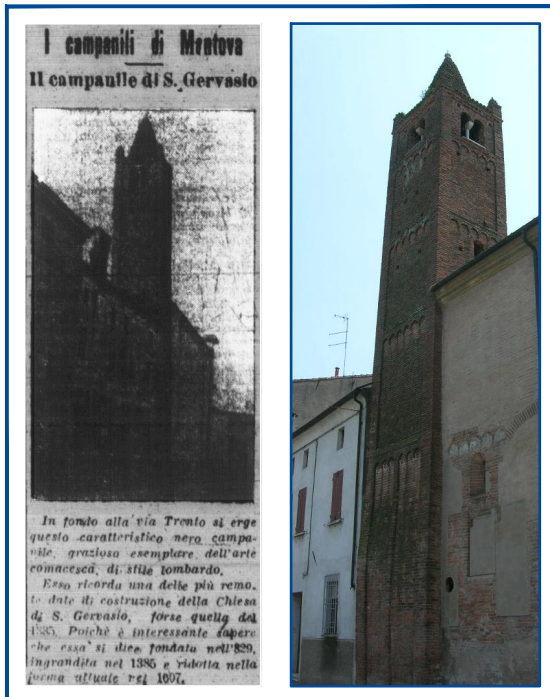 I campanili di Mantova
Il campanile di S. Gervasio
In fondo alla via Trento si erge
questo caratteristico nero campa-
nile, grazioso esemplare dell'arte
comacesca, di stile lombardo.
Esso ricorda una delle più remo-
te date di costruzione della Chiesa
di S. Gervasio, forse quella del
1385. Poichè è interessante sapere
che essa si dice fondata nell'829,
ingrandita nel 1385 e ridotta nella
forma attuale nel 1607.